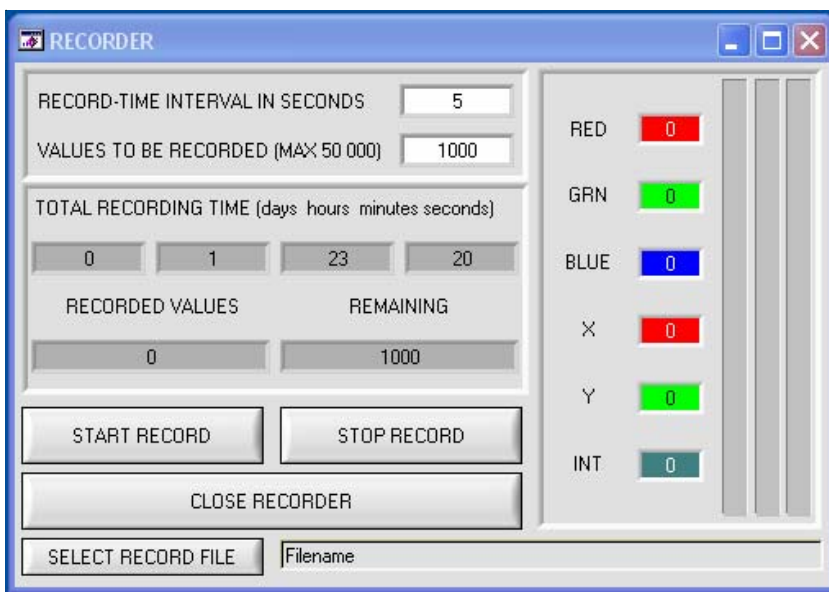 RECORDER
RECORD-TIME INTERVAL IN SECONDS 5
VALUES TO BE RECORDED (MAX 50 000) 1000
TOTAL RECORDING TIME (days hours minutes seconds)
0 1 23 20
RECORDED VALUES REMAINING
0 1000
START RECORD STOP RECORD
CLOSE RECORDER
SELECT RECORD FILE Filename
RED 0
GRN 0
BLUE 0
X 0
Y 0
INT 0